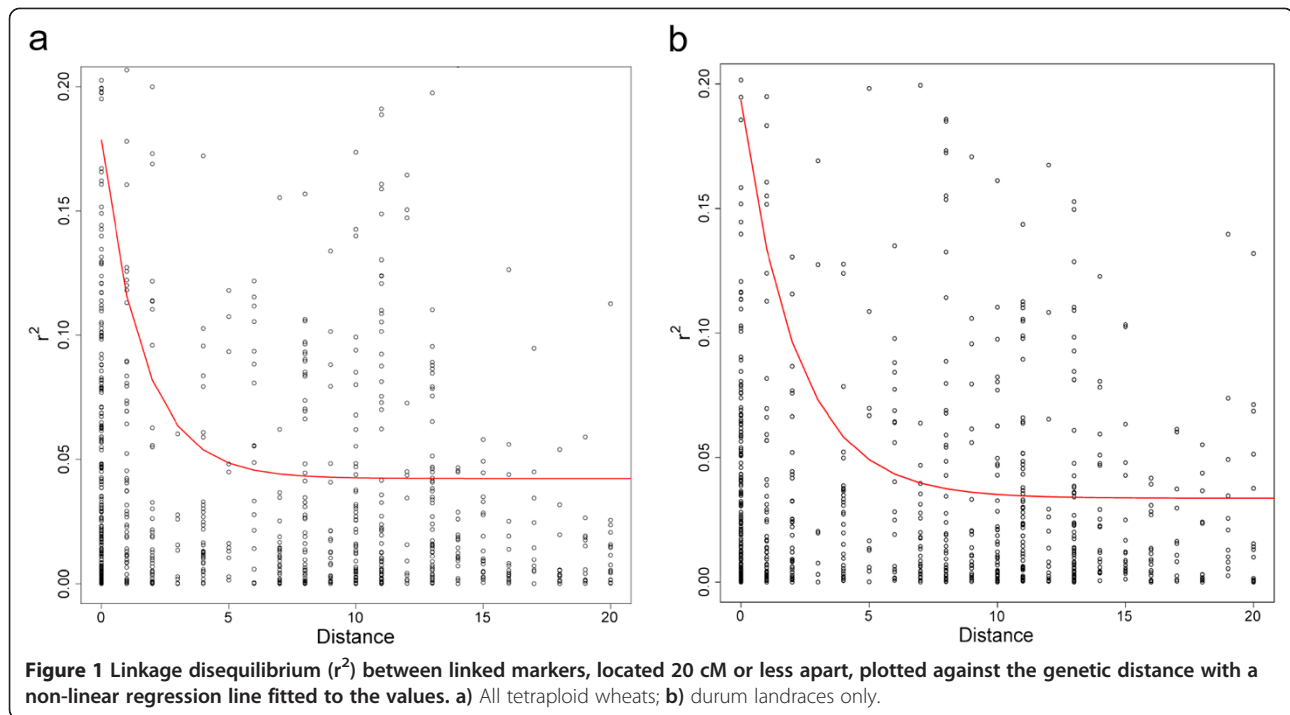 a
0.20
0.15
0.10
0.05
0.00
r²
0 5 10 15 20
Distance
b
0.20
0.15
0.10
0.05
0.00
r²
0 5 10 15 20
Distance
Figure 1 Linkage disequilibrium (r²) between linked markers, located 20 cM or less apart, plotted against the genetic distance with a
non-linear regression line fitted to the values. a) All tetraploid wheats; b) durum landraces only.